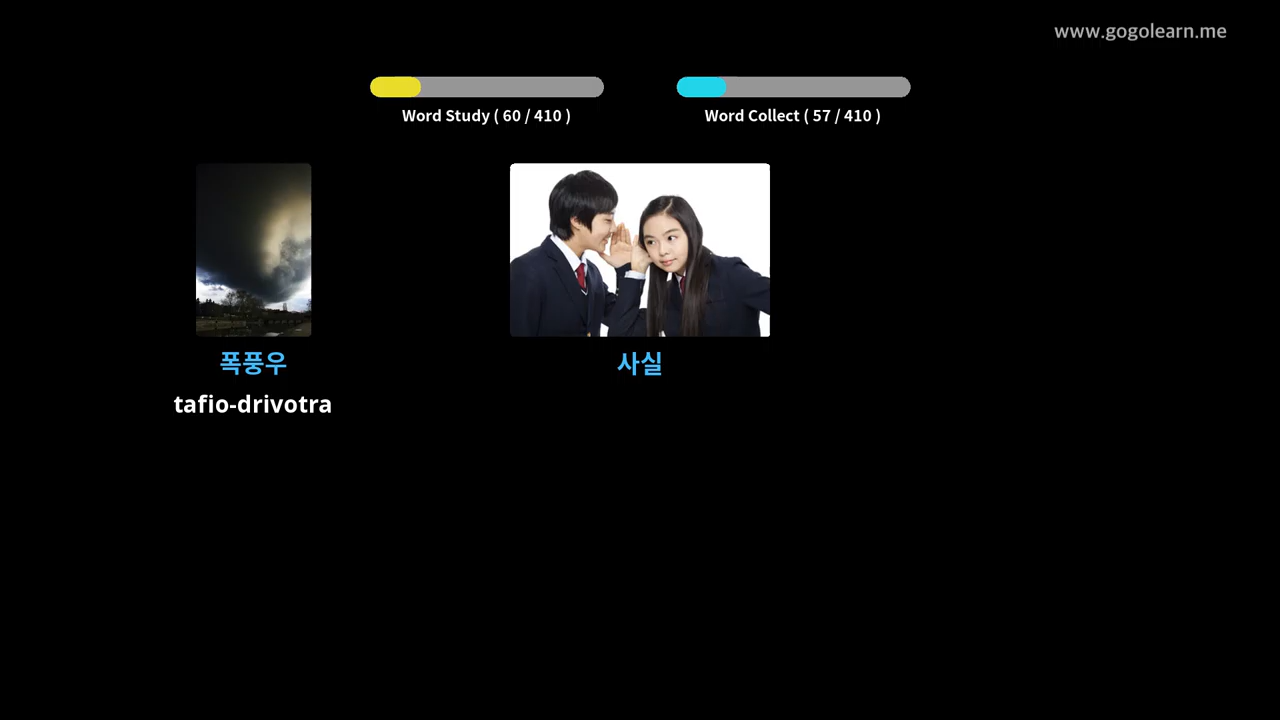 www.gogolearn.me
Word Study ( 60 / 410 )
Word Collect ( 57 / 410 )
폭풍우
사실
tafio-drivotra